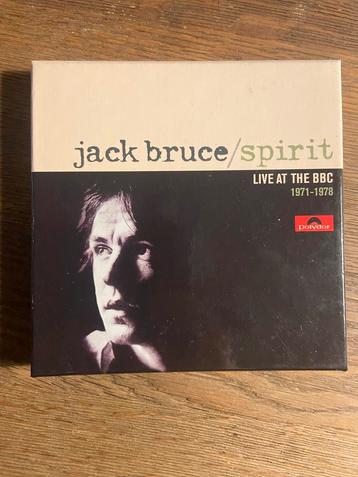 jack bruce/spirit
LIVE AT THE BBC
1971-1978
polydor